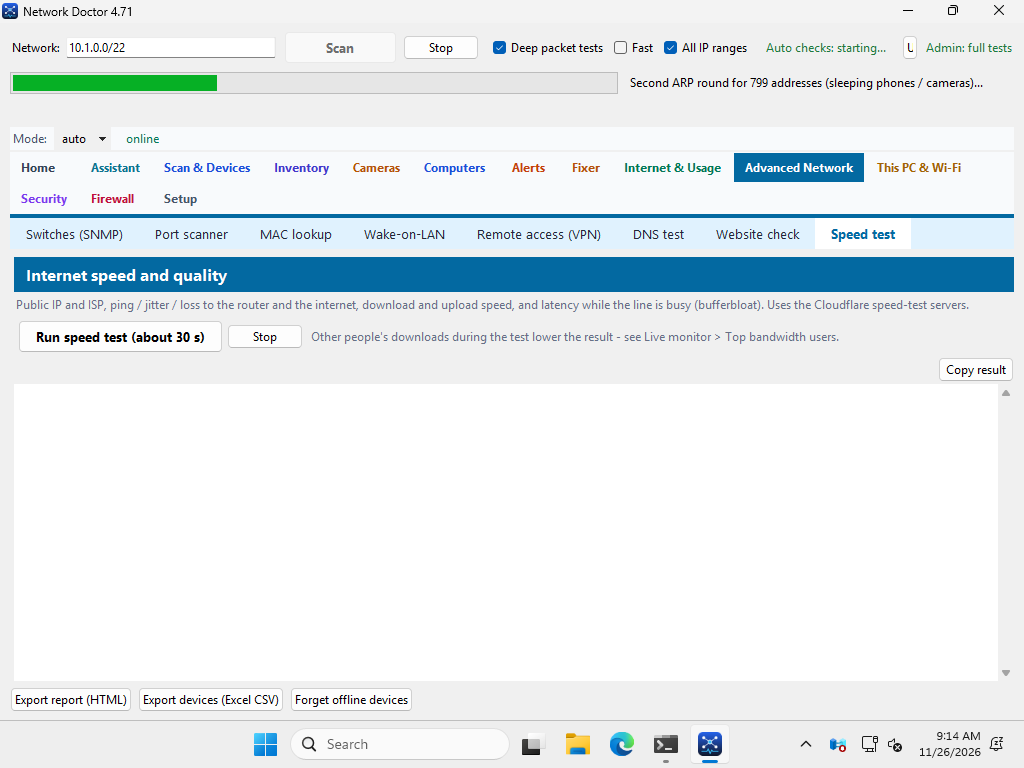 Network Doctor 4.71
Network: 10.1.0.0/22 Scan Stop Deep packet tests Fast All IP ranges Auto checks: starting... Admin: full tests
Second ARP round for 799 addresses (sleeping phones / cameras)...
Mode: auto online
Home Assistant Scan & Devices Inventory Cameras Computers Alerts Fixer Internet & Usage Advanced Network This PC & Wi-Fi
Security Firewall Setup
Switches (SNMP) Port scanner MAC lookup Wake-on-LAN Remote access (VPN) DNS test Website check Speed test
Internet speed and quality
Public IP and ISP, ping / jitter / loss to the router and the internet, download and upload speed, and latency while the line is busy (bufferbloat). Uses the Cloudflare speed-test servers.
Run speed test (about 30 s) Stop Other people's downloads during the test lower the result - see Live monitor > Top bandwidth users.
Copy result
Export report (HTML) Export devices (Excel CSV) Forget offline devices
Search
9:14 AM
11/26/2026